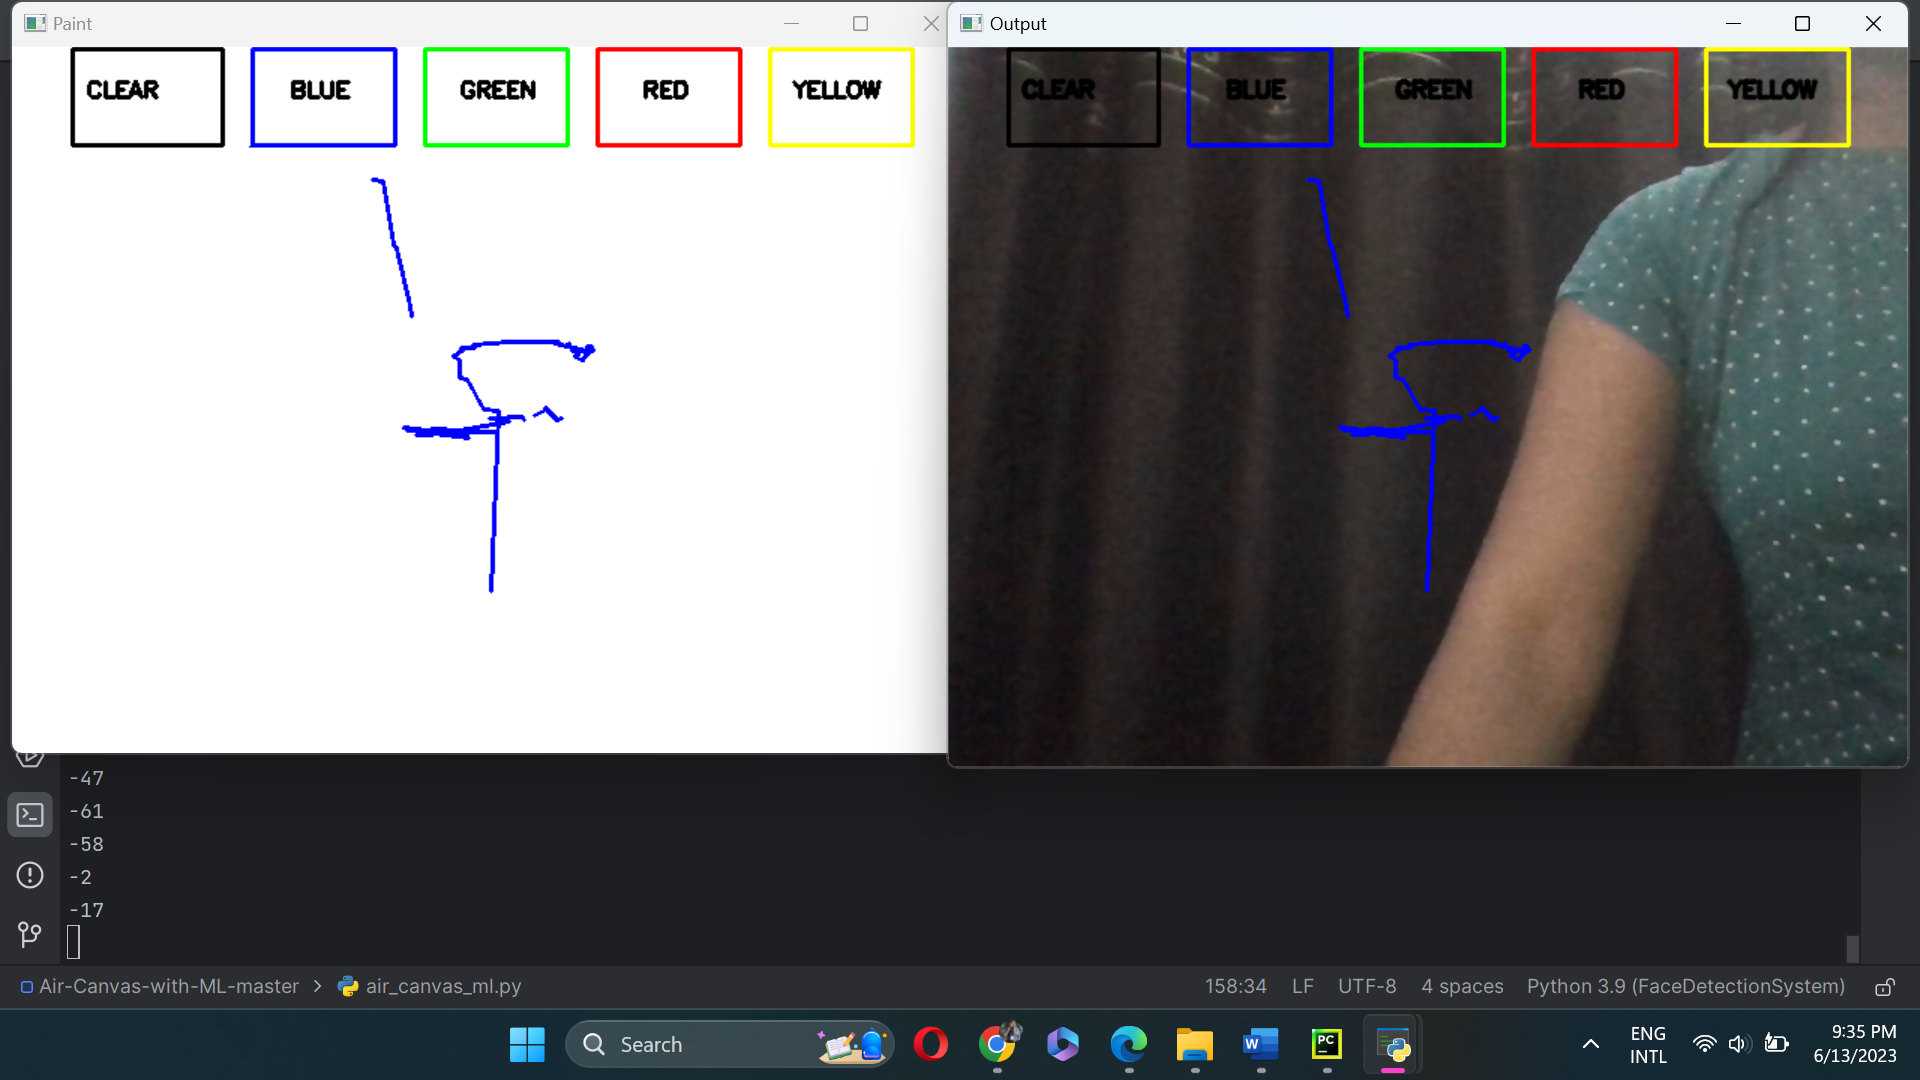 Paint
CLEAR BLUE GREEN RED YELLOW
Output
CLEAR BLUE GREEN RED YELLOW
-47
-61
-58
-2
-17
Air-Canvas-with-ML-master > air_canvas_ml.py 158:34 LF UTF-8 4 spaces Python 3.9 (FaceDetectionSystem)
Search W PC ENG INTL 9:35 PM
6/13/2023